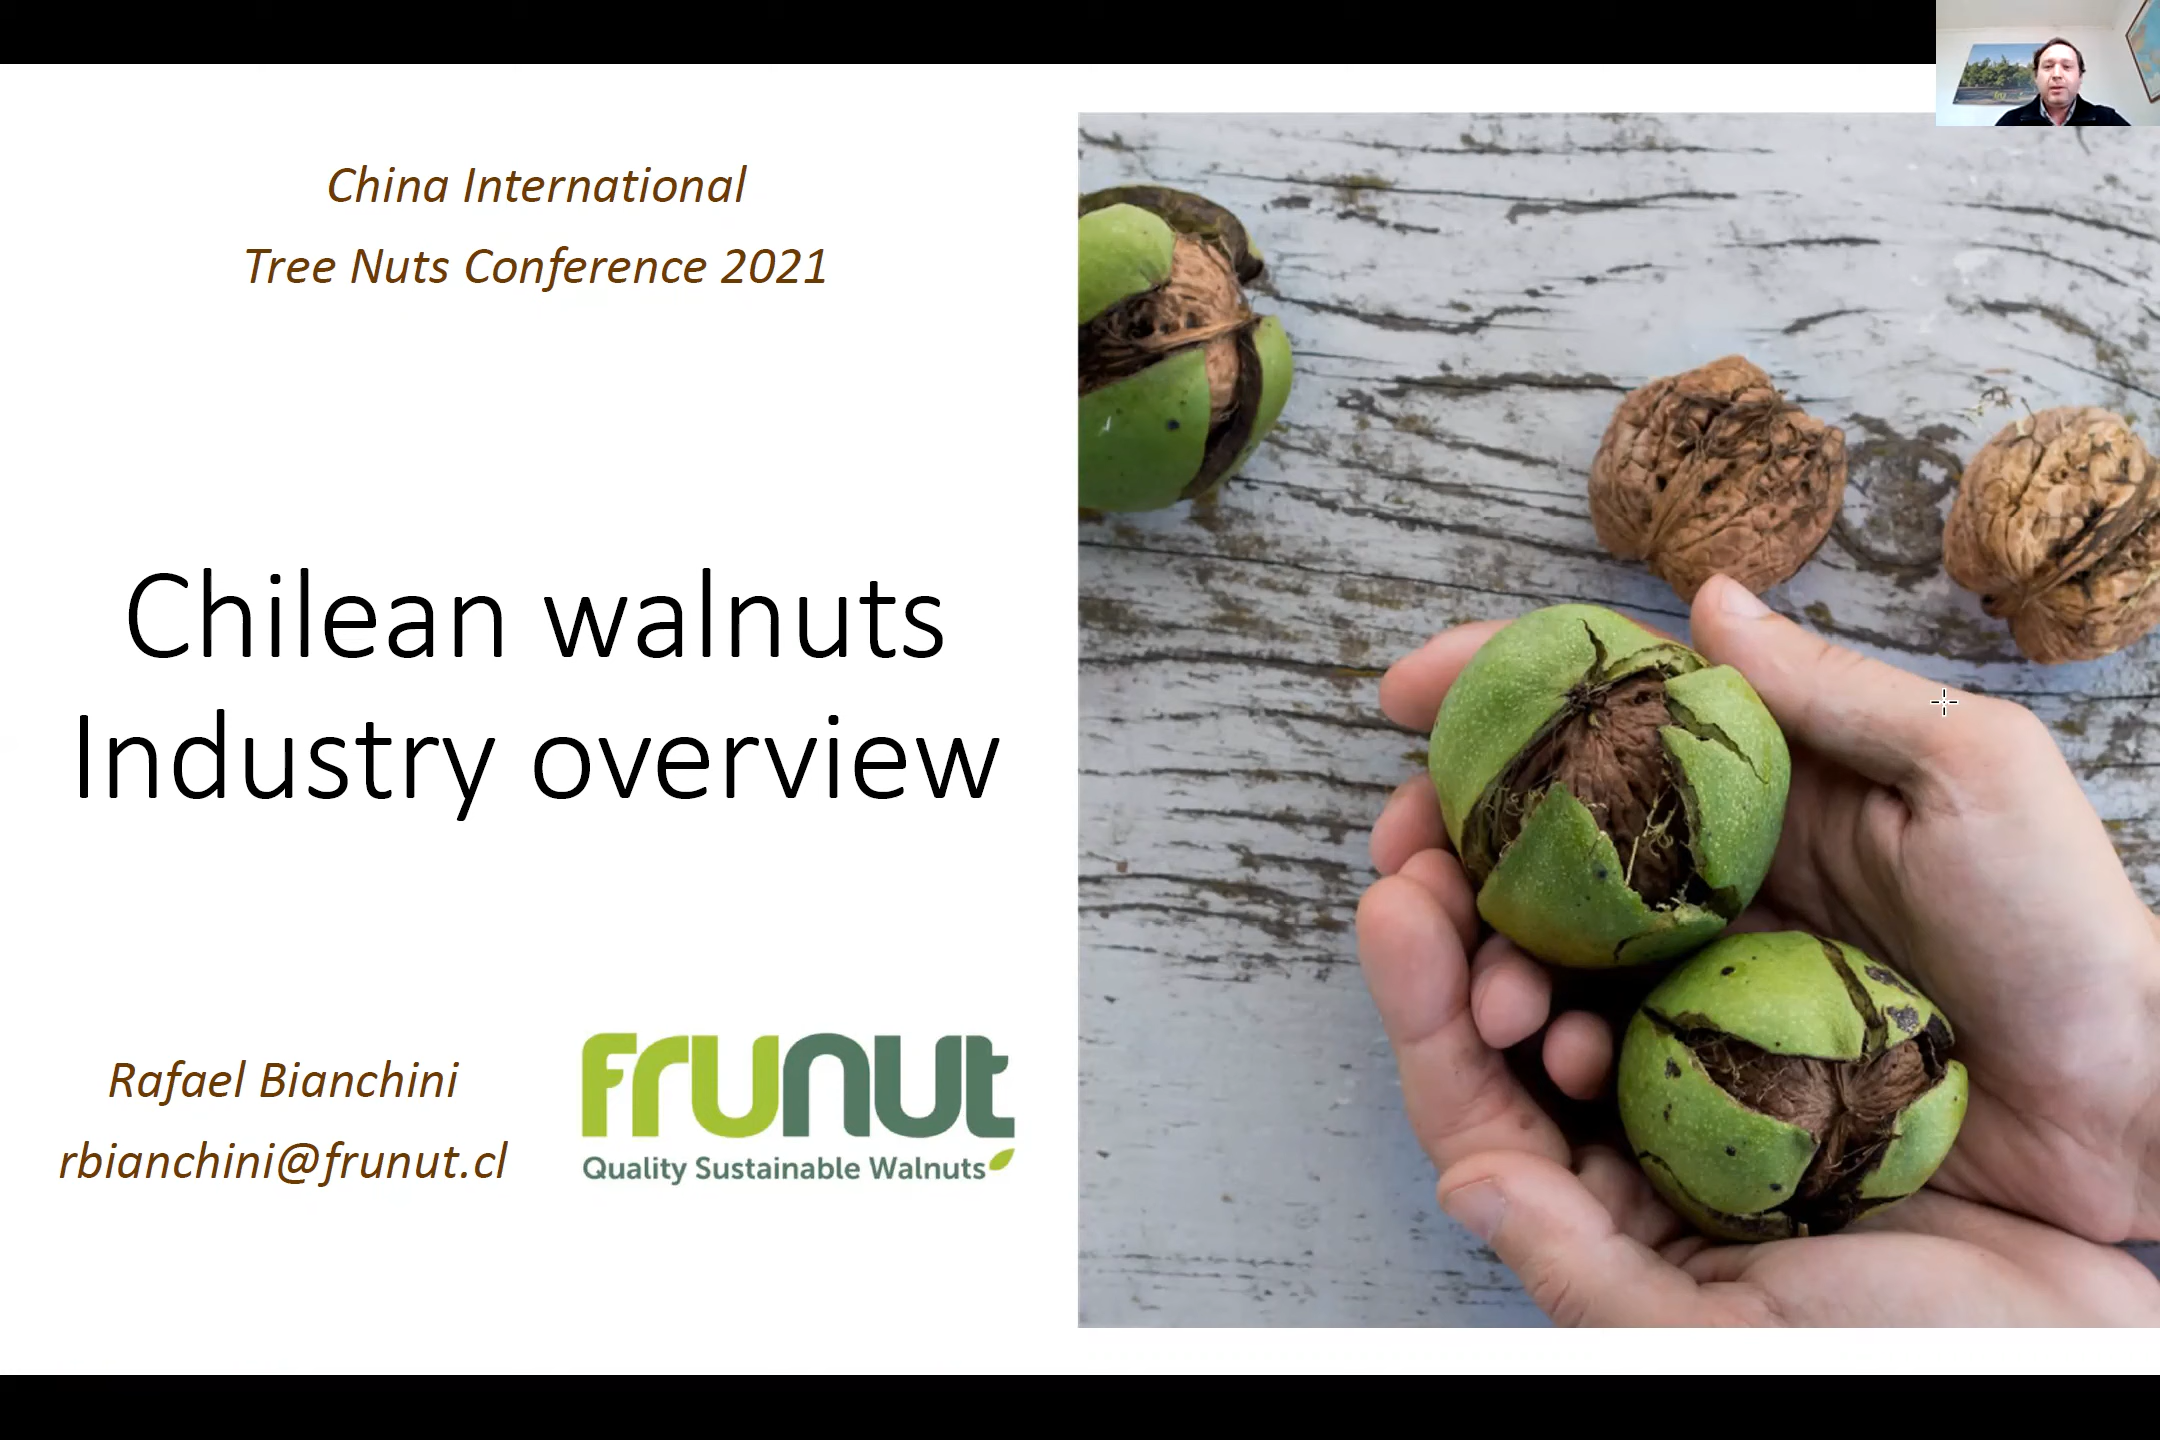 China International
Tree Nuts Conference 2021
Chilean walnuts
Industry overview
Rafael Bianchini
rbianchini@frunut.cl
frunut
Quality Sustainable Walnuts